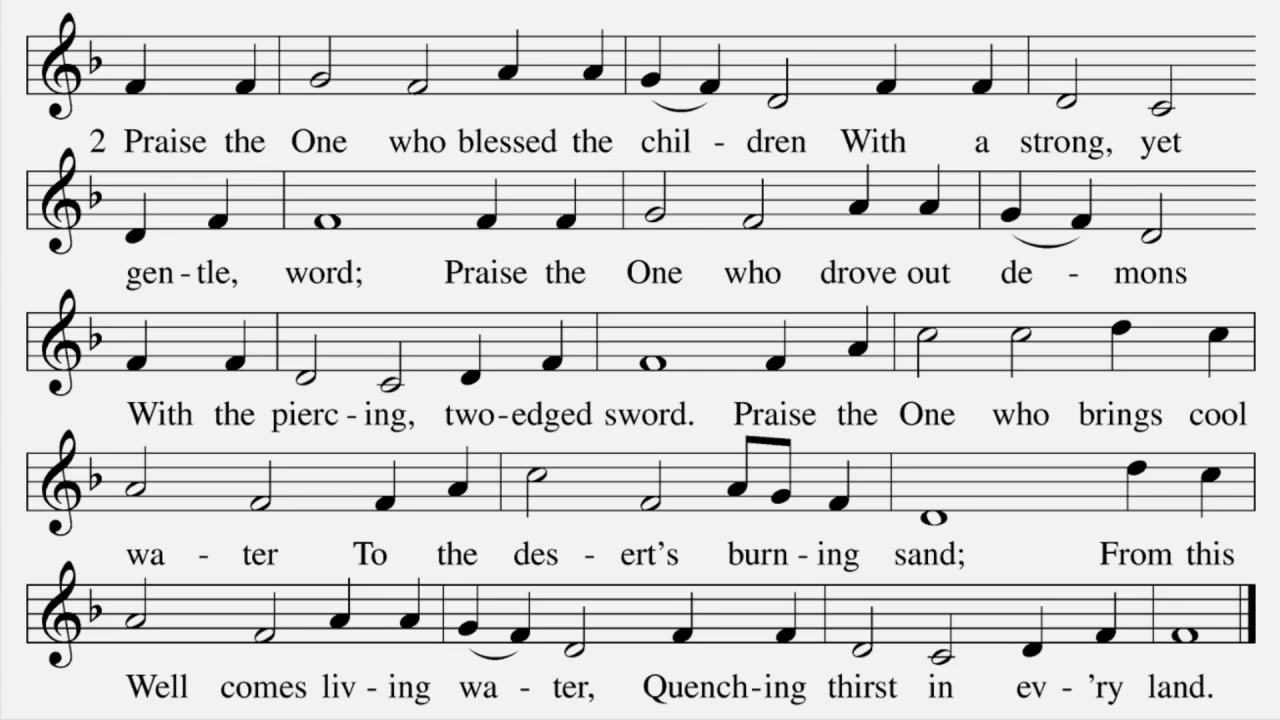 2 Praise the One who blessed the chil - dren With a strong, yet
gen - tle, word; Praise the One who drove out de - mons
With the pierc - ing, two - edged sword. Praise the One who brings cool
wa - ter To the des - ert's burn - ing sand; From this
Well comes liv - ing wa - ter, Quench - ing thirst in ev - 'ry land.